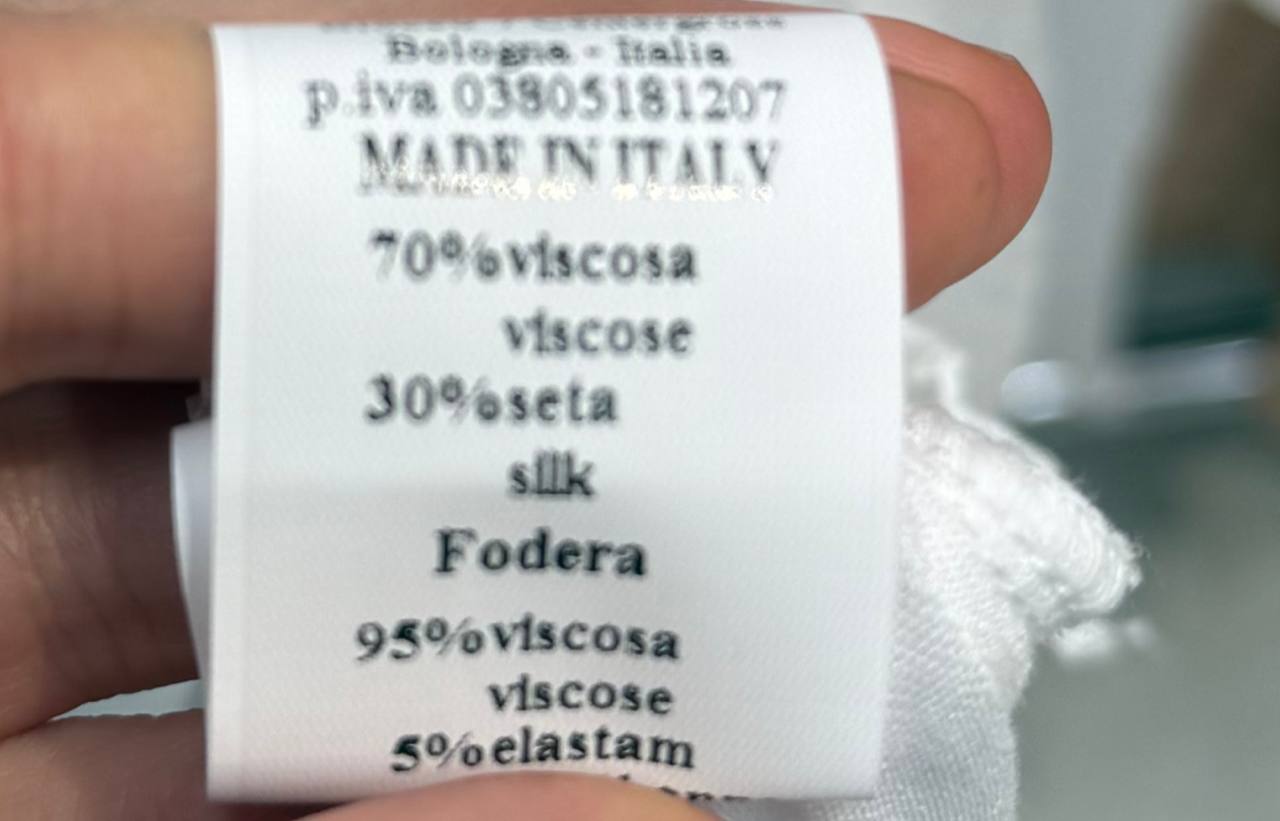 Bologna - Italia
p.iva 03805181207
MADE IN ITALY
70%viscosa
viscose
30%seta
silk
Fodera
95%viscosa
viscose
5%elastam